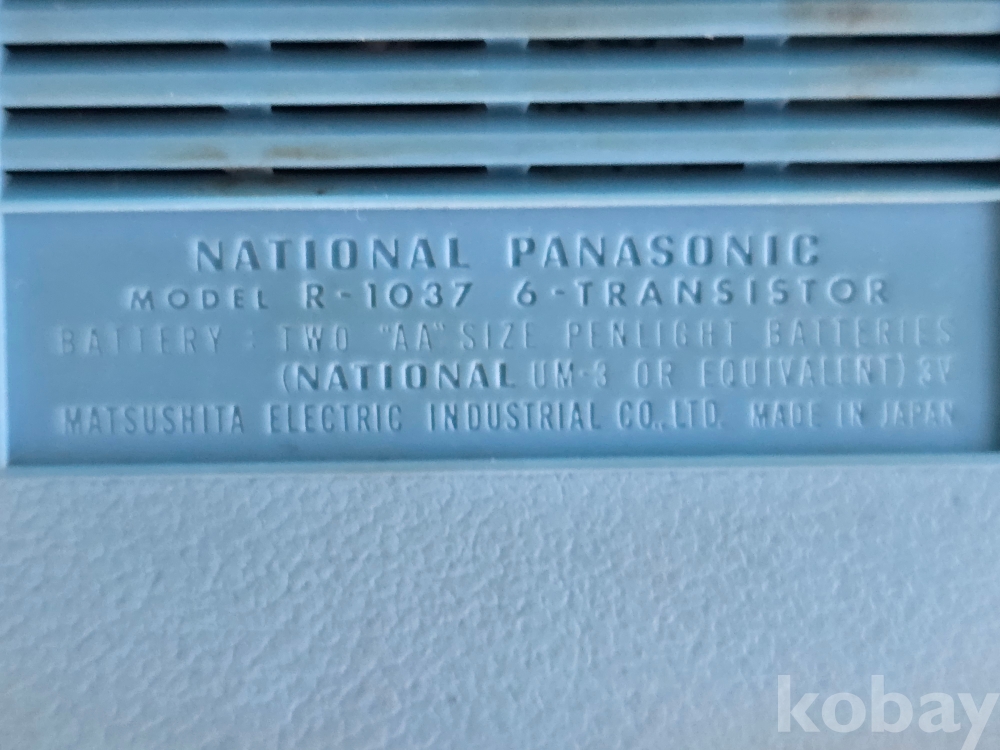 NATIONAL PANASONIC
MODEL R-1037 6-TRANSISTOR
BATTERY : TWO "AA" SIZE PENLIGHT BATTERIES
(NATIONAL UM-3 OR EQUIVALENT) 3V
MATSUSHITA ELECTRIC INDUSTRIAL CO., LTD. MADE IN JAPAN
kobay